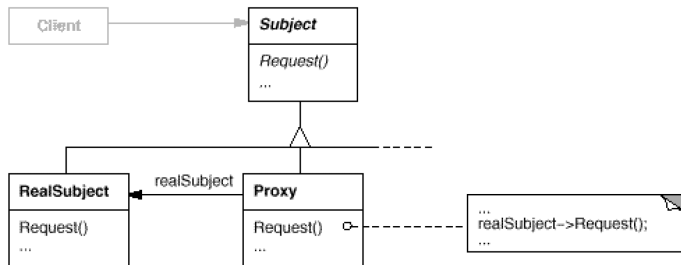 Client
Subject
Request()
...
realSubject
RealSubject
Request()
...
Proxy
Request()
...
...
realSubject->Request();
...